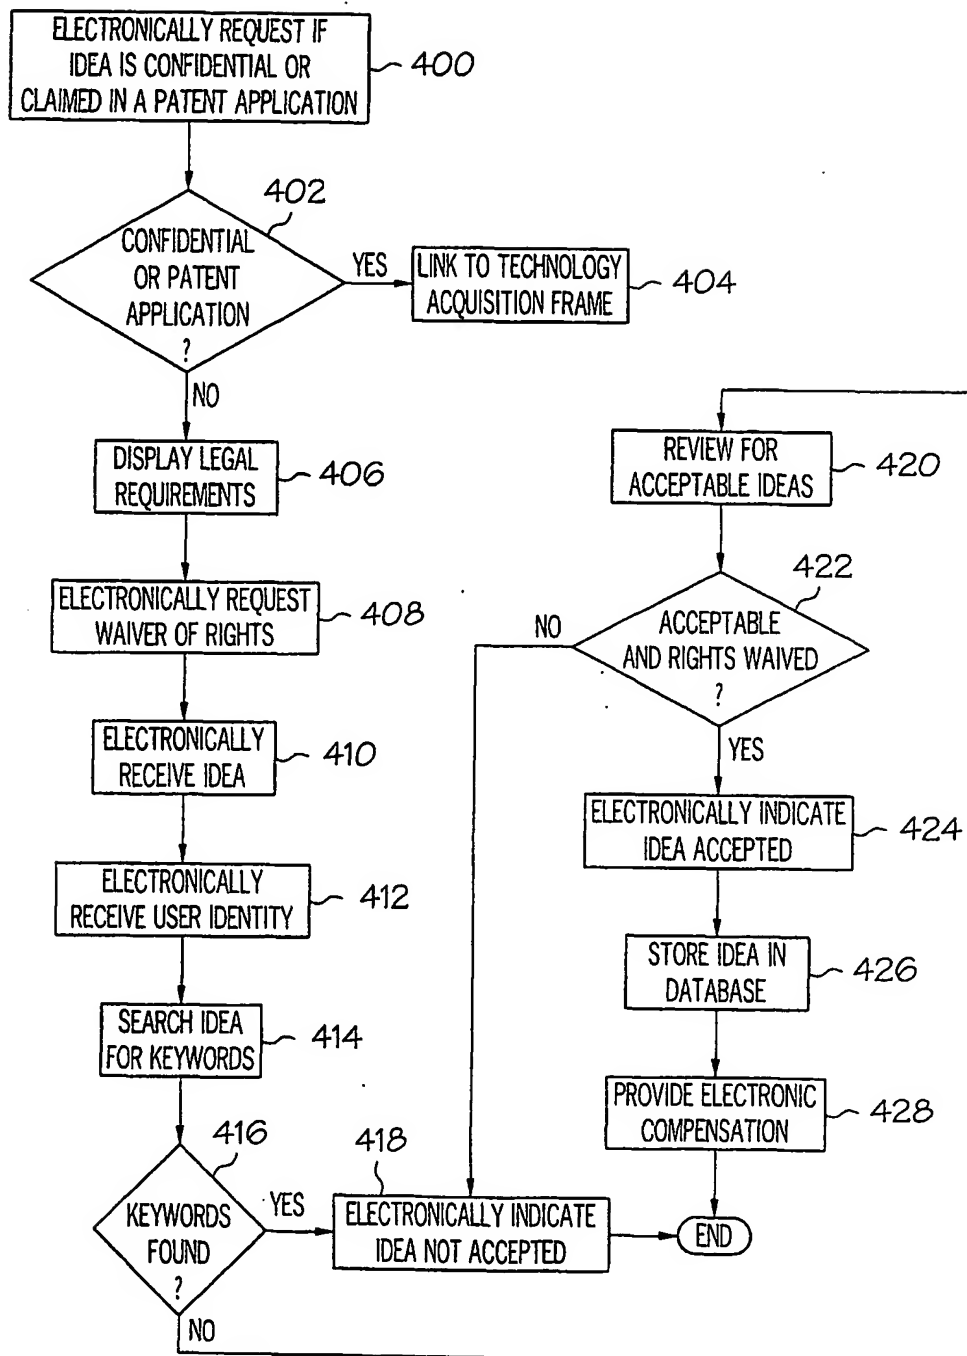 ELECTRONICALLY REQUEST IF
IDEA IS CONFIDENTIAL OR
CLAIMED IN A PATENT APPLICATION
400
402
CONFIDENTIAL
OR PATENT
APPLICATION
?
YES
LINK TO TECHNOLOGY
ACQUISITION FRAME
404
NO
DISPLAY LEGAL
REQUIREMENTS
406
ELECTRONICALLY REQUEST
WAIVER OF RIGHTS
408
ELECTRONICALLY
RECEIVE IDEA
410
ELECTRONICALLY
RECEIVE USER IDENTITY
412
SEARCH IDEA
FOR KEYWORDS
414
416
KEYWORDS
FOUND
?
YES
NO
418
ELECTRONICALLY INDICATE
IDEA NOT ACCEPTED
REVIEW FOR
ACCEPTABLE IDEAS
420
422
ACCEPTABLE
AND RIGHTS WAIVED
?
NO
YES
ELECTRONICALLY INDICATE
IDEA ACCEPTED
424
STORE IDEA IN
DATABASE
426
PROVIDE ELECTRONIC
COMPENSATION
428
END